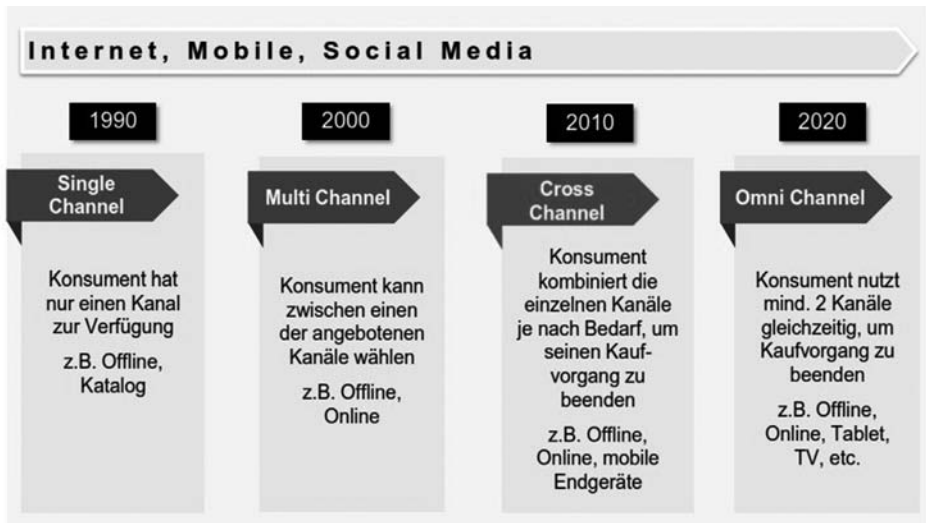 Internet, Mobile, Social Media
1990
Single
Channel
Konsument hat
nur einen Kanal
zur Verfügung
z.B. Offline,
Katalog
2000
Multi Channel
Konsument kann
zwischen einen
der angebotenen
Kanäle wählen
z.B. Offline,
Online
2010
Cross
Channel
Konsument
kombiniert die
einzelnen Kanäle
je nach Bedarf, um
seinen Kauf-
vorgang zu
beenden
z.B. Offline,
Online, mobile
Endgeräte
2020
Omni Channel
Konsument nutzt
mind. 2 Kanäle
gleichzeitig, um
Kaufvorgang zu
beenden
z.B. Offline,
Online, Tablet,
TV, etc.